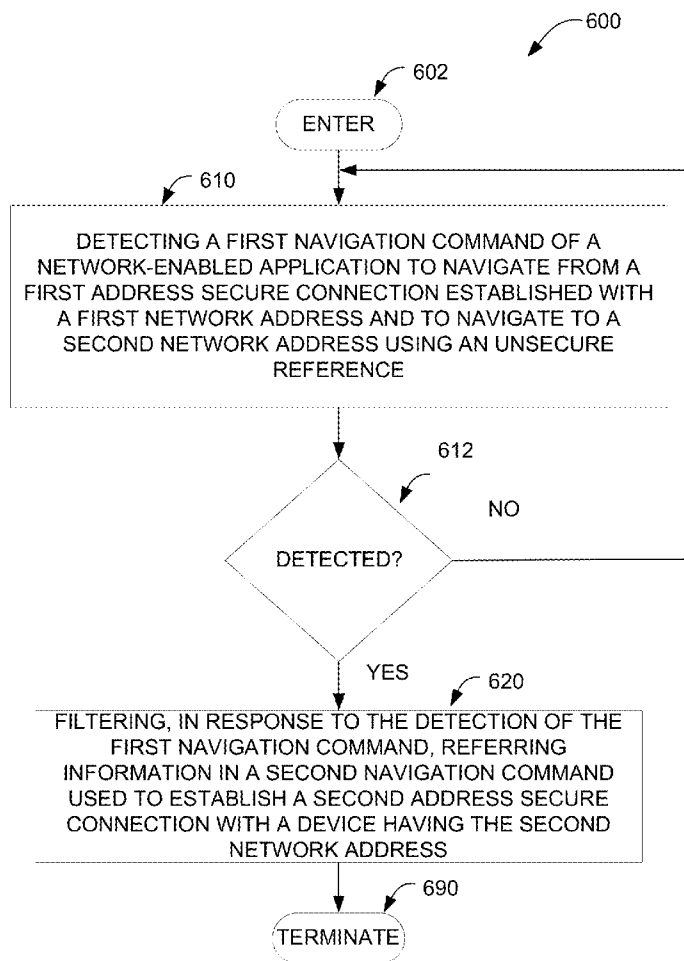 600
602
ENTER
610
DETECTING A FIRST NAVIGATION COMMAND OF A
NETWORK-ENABLED APPLICATION TO NAVIGATE FROM A
FIRST ADDRESS SECURE CONNECTION ESTABLISHED WITH
A FIRST NETWORK ADDRESS AND TO NAVIGATE TO A
SECOND NETWORK ADDRESS USING AN UNSECURE
REFERENCE
612
NO
DETECTED?
YES
620
FILTERING, IN RESPONSE TO THE DETECTION OF THE
FIRST NAVIGATION COMMAND, REFERRING
INFORMATION IN A SECOND NAVIGATION COMMAND
USED TO ESTABLISH A SECOND ADDRESS SECURE
CONNECTION WITH A DEVICE HAVING THE SECOND
NETWORK ADDRESS
690
TERMINATE